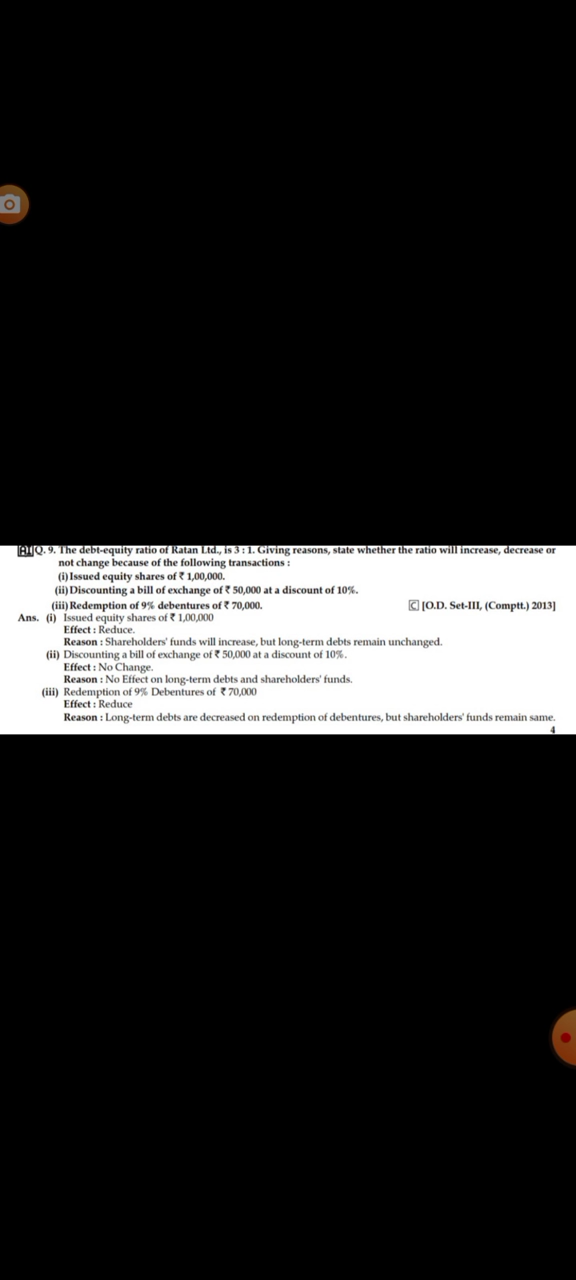 AI Q. 9. The debt-equity ratio of Ratan Ltd., is 3 : 1. Giving reasons, state whether the ratio will increase, decrease or
not change because of the following transactions :
(i) Issued equity shares of ₹ 1,00,000.
(ii) Discounting a bill of exchange of ₹ 50,000 at a discount of 10%.
(iii) Redemption of 9% debentures of ₹ 70,000. C [O.D. Set-III, (Comptt.) 2013]
Ans. (i) Issued equity shares of ₹ 1,00,000
Effect : Reduce.
Reason : Shareholders' funds will increase, but long-term debts remain unchanged.
(ii) Discounting a bill of exchange of ₹ 50,000 at a discount of 10%.
Effect : No Change.
Reason : No Effect on long-term debts and shareholders' funds.
(iii) Redemption of 9% Debentures of ₹ 70,000
Effect : Reduce
Reason : Long-term debts are decreased on redemption of debentures, but shareholders' funds remain same.
4